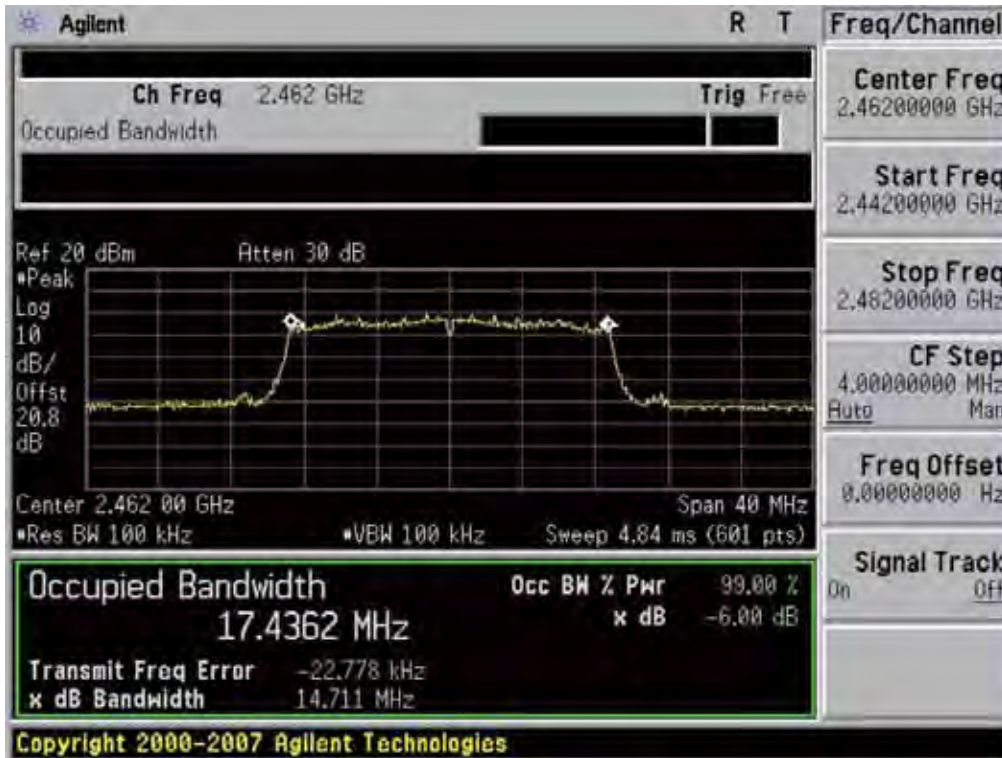 Agilent R T
Freq/Channel
Ch Freq 2.462 GHz Trig Free
Occupied Bandwidth
Center Freq
2.46200000 GHz
Start Freq
2.44200000 GHz
Stop Freq
2.48200000 GHz
CF Step
4.00000000 MHz
Auto Man
Freq Offset
0.00000000 Hz
Signal Track
On Off
Ref 20 dBm Atten 30 dB
#Peak
Log
10
dB/
Offst
20.8
dB
Center 2.462 00 GHz Span 40 MHz
#Res BW 100 kHz #VBW 100 kHz Sweep 4.84 ms (601 pts)
Occupied Bandwidth
17.4362 MHz
Occ BW % Pwr 99.00 %
x dB -6.00 dB
Transmit Freq Error -22.778 kHz
x dB Bandwidth 14.711 MHz
Copyright 2000-2007 Agilent Technologies